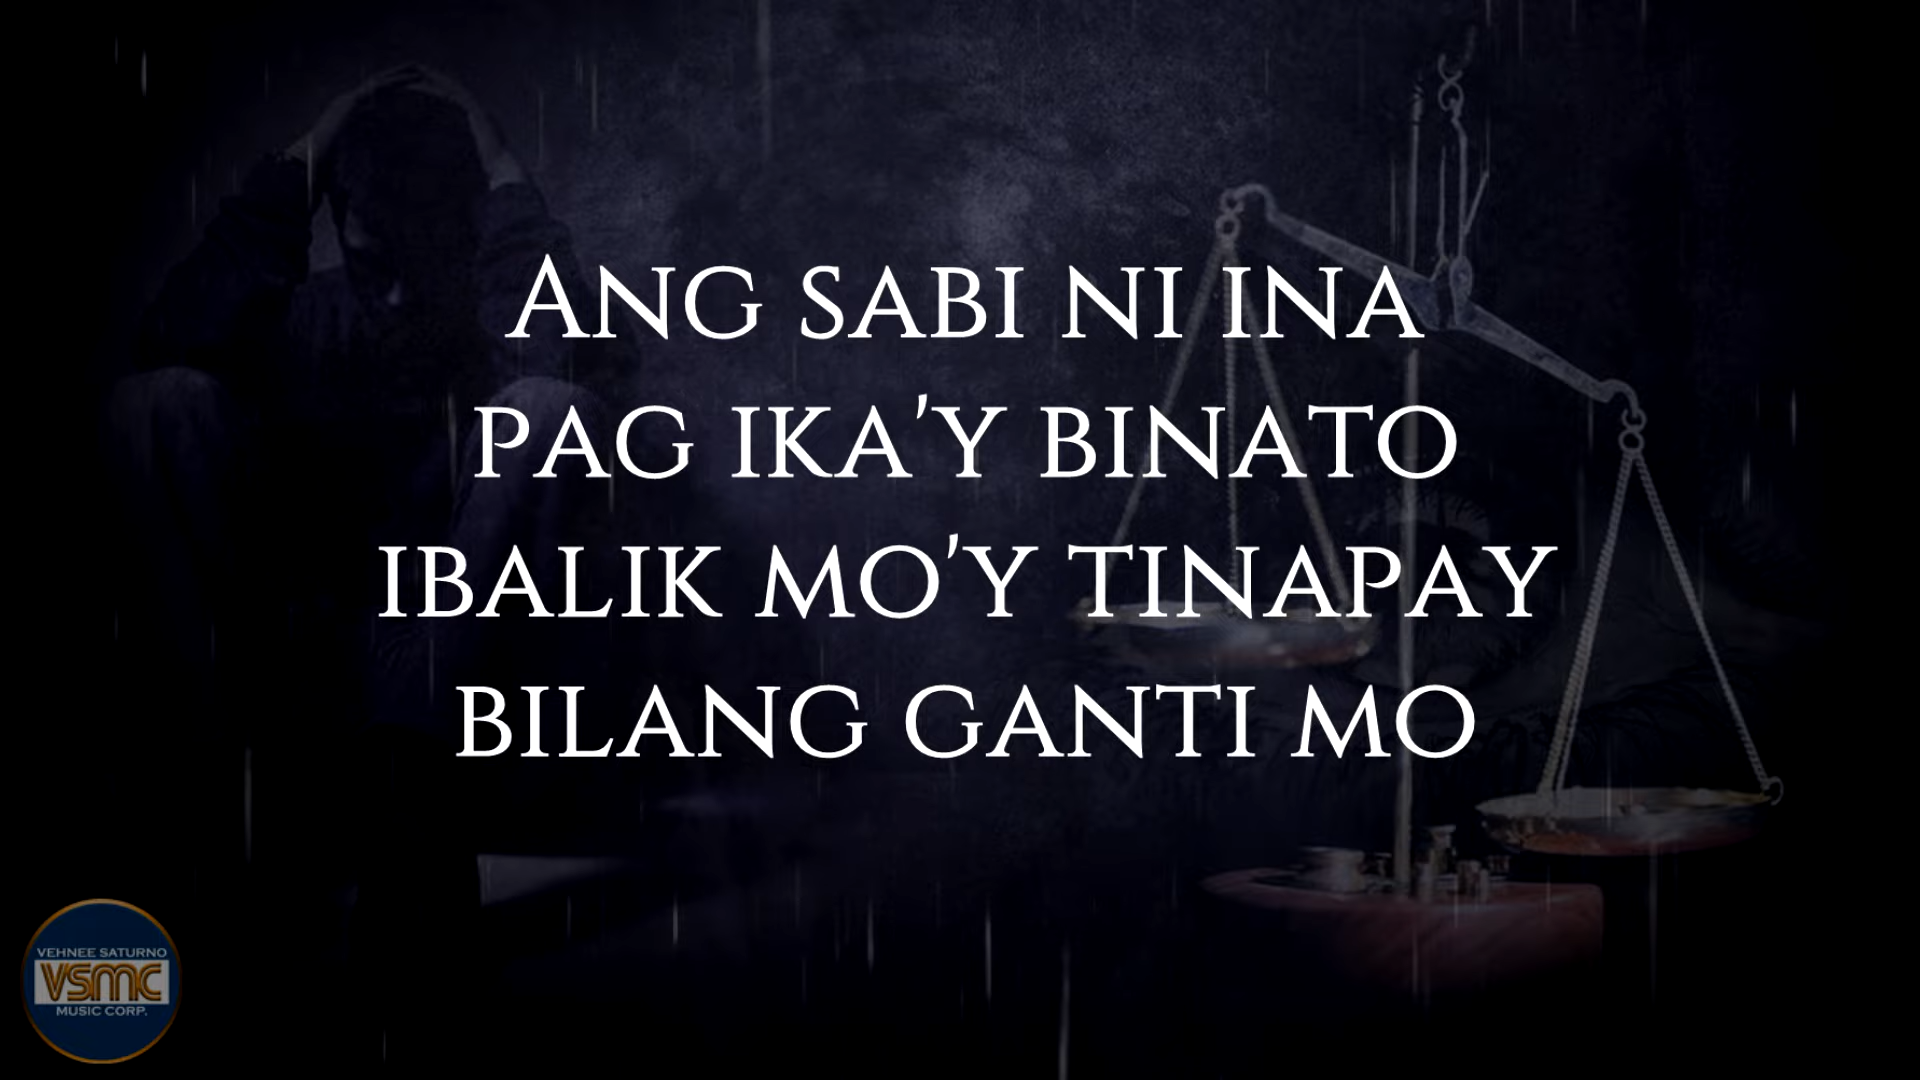 Ang sabi ni ina
pag ika'y binato
ibalik mo'y tinapay
bilang ganti mo
VEHNEE SATURNO
VSMC
MUSIC CORP.